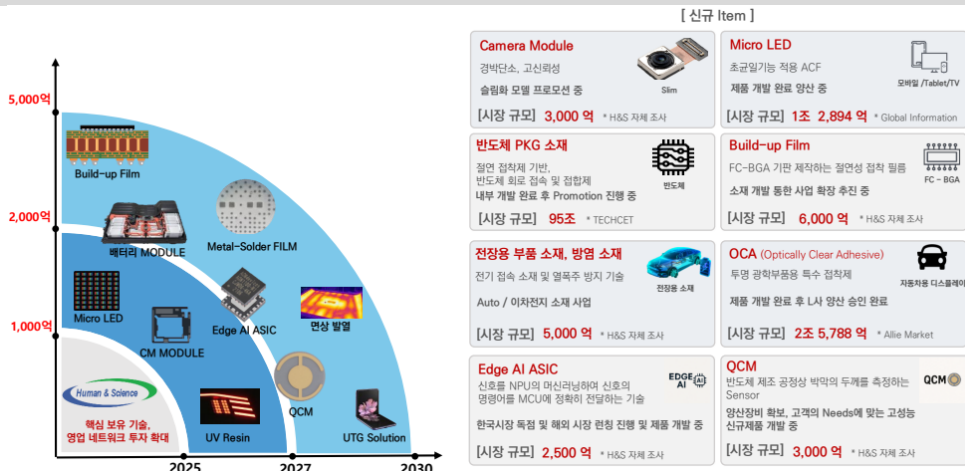 [ 신규 Item ]
5,000억
2,000억
1,000억
Build-up Film
배터리 MODULE
Metal-Solder FILM
Micro LED
CM MODULE
Edge AI ASIC
면상 발열
Human & Science
핵심 보유 기술,
영업 네트워크 투자 확대
UV Resin
QCM
UTG Solution
2025
2027
2030
Camera Module
경박단소, 고신뢰성
슬림화 모델 프로모션 중
Slim
[시장 규모] 3,000 억 * H&S 자체 조사
Micro LED
초균일기능 적용 ACF
제품 개발 완료 양산 중
모바일 /Tablet/TV
[시장 규모] 1조 2,894 억 * Global Information
반도체 PKG 소재
절연 접착제 기반,
반도체 회로 접속 및 접합제
내부 개발 완료 후 Promotion 진행 중
반도체
[시장 규모] 95조 * TECHCET
Build-up Film
FC-BGA 기판 제작하는 절연성 접착 필름
소재 개발 통한 사업 확장 추진 중
FC - BGA
[시장 규모] 6,000 억 * H&S 자체 조사
전장용 부품 소재, 방염 소재
전기 접속 소재 및 열폭주 방지 기술
Auto / 이차전지 소재 사업
전장용 소재
[시장 규모] 5,000 억 * H&S 자체 조사
OCA (Optically Clear Adhesive)
투명 광학부품용 특수 접착제
제품 개발 완료 후 L사 양산 승인 완료
자동차용 디스플레이
[시장 규모] 2조 5,788 억 * Allie Market
Edge AI ASIC
신호를 NPU의 머신러닝하여 신호의
명령어를 MCU에 정확히 전달하는 기술
한국시장 독점 및 해외 시장 런칭 진행 및 제품 개발 중
EDGE
AI
AI
[시장 규모] 2,500 억 * H&S 자체 조사
QCM
반도체 제조 공정상 박막의 두께를 측정하는
Sensor
양산장비 확보, 고객의 Needs에 맞는 고성능
신규제품 개발 중
QCM
[시장 규모] 3,000 억 * H&S 자체 조사